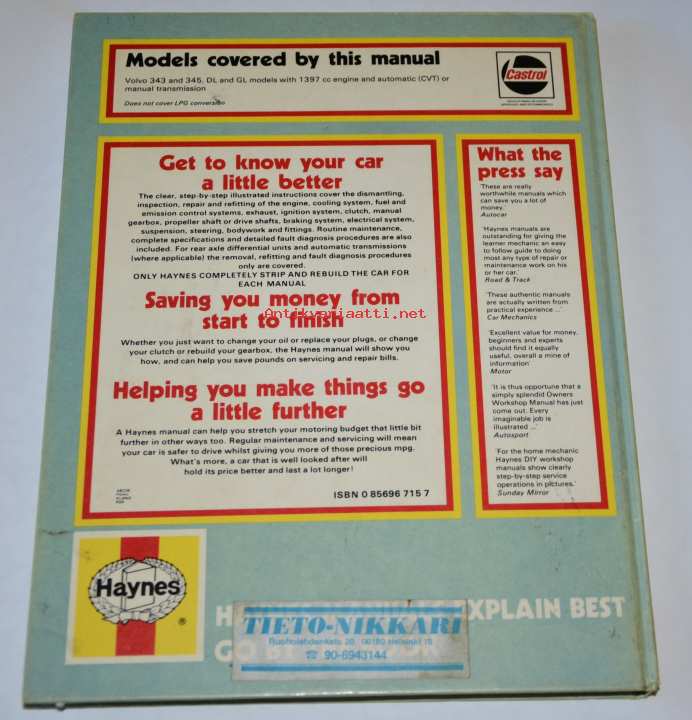 Models covered by this manual
Volvo 343 and 345, DL and GL models with 1397 cc engine and automatic (CVT) or
manual transmission
Does not cover LPG conversion
Castrol
Get to know your car
a little better
The clear, step-by-step illustrated instructions cover the dismantling,
inspection, repair and refitting of the engine, cooling system, fuel and
emission control systems, exhaust, ignition system, clutch, manual
gearbox, propeller shaft or drive shafts, braking system, electrical system,
suspension, steering, bodywork and fittings. Routine maintenance,
complete specifications and detailed fault diagnosis procedures are also
included. For rear axle differential units and automatic transmissions
(where applicable) the removal, refitting and fault diagnosis procedures
only are covered.
ONLY HAYNES COMPLETELY STRIP AND REBUILD THE CAR FOR
EACH MANUAL
Saving you money from
start to finish
Antikvariaatti.net
Whether you just want to change your oil or replace your plugs, or change
your clutch or rebuild your gearbox, the Haynes manual will show you
how, and can help you save pounds on servicing and repair bills.
Helping you make things go
a little further
A Haynes manual can help you stretch your motoring budget that little bit
further in other ways too. Regular maintenance and servicing will mean
your car is safer to drive whilst giving you more of those precious mpg.
What's more, a car that is well looked after will
hold its price better and last a lot longer!
ISBN 0 85696 715 7
What the
press say
'These are really
worthwhile manuals which
can save you a lot of
money.'
Autocar
'Haynes manuals are
outstanding for giving the
learner mechanic an easy
to follow guide to doing
most any type of repair or
maintenance work on his
or her car.'
Road & Track
'These authentic manuals
are actually written from
practical experience ...'
Car Mechanics
'Excellent value for money,
beginners and experts
should find it equally
useful, overall a mine of
information'
Motor
'It is thus opportune that a
simply splendid Owners
Workshop Manual has just
come out. Every
imaginable job is
illustrated ...'
Autosport
'For the home mechanic
Haynes DIY workshop
manuals show clearly
step-by-step service
operations in pictures.'
Sunday Mirror
Haynes
®
EXPLAIN BEST
GO
TIETO-NIKKARI
Ruoholahdenkatu 20, 00180 Helsinki 18
☎ 90-6943144